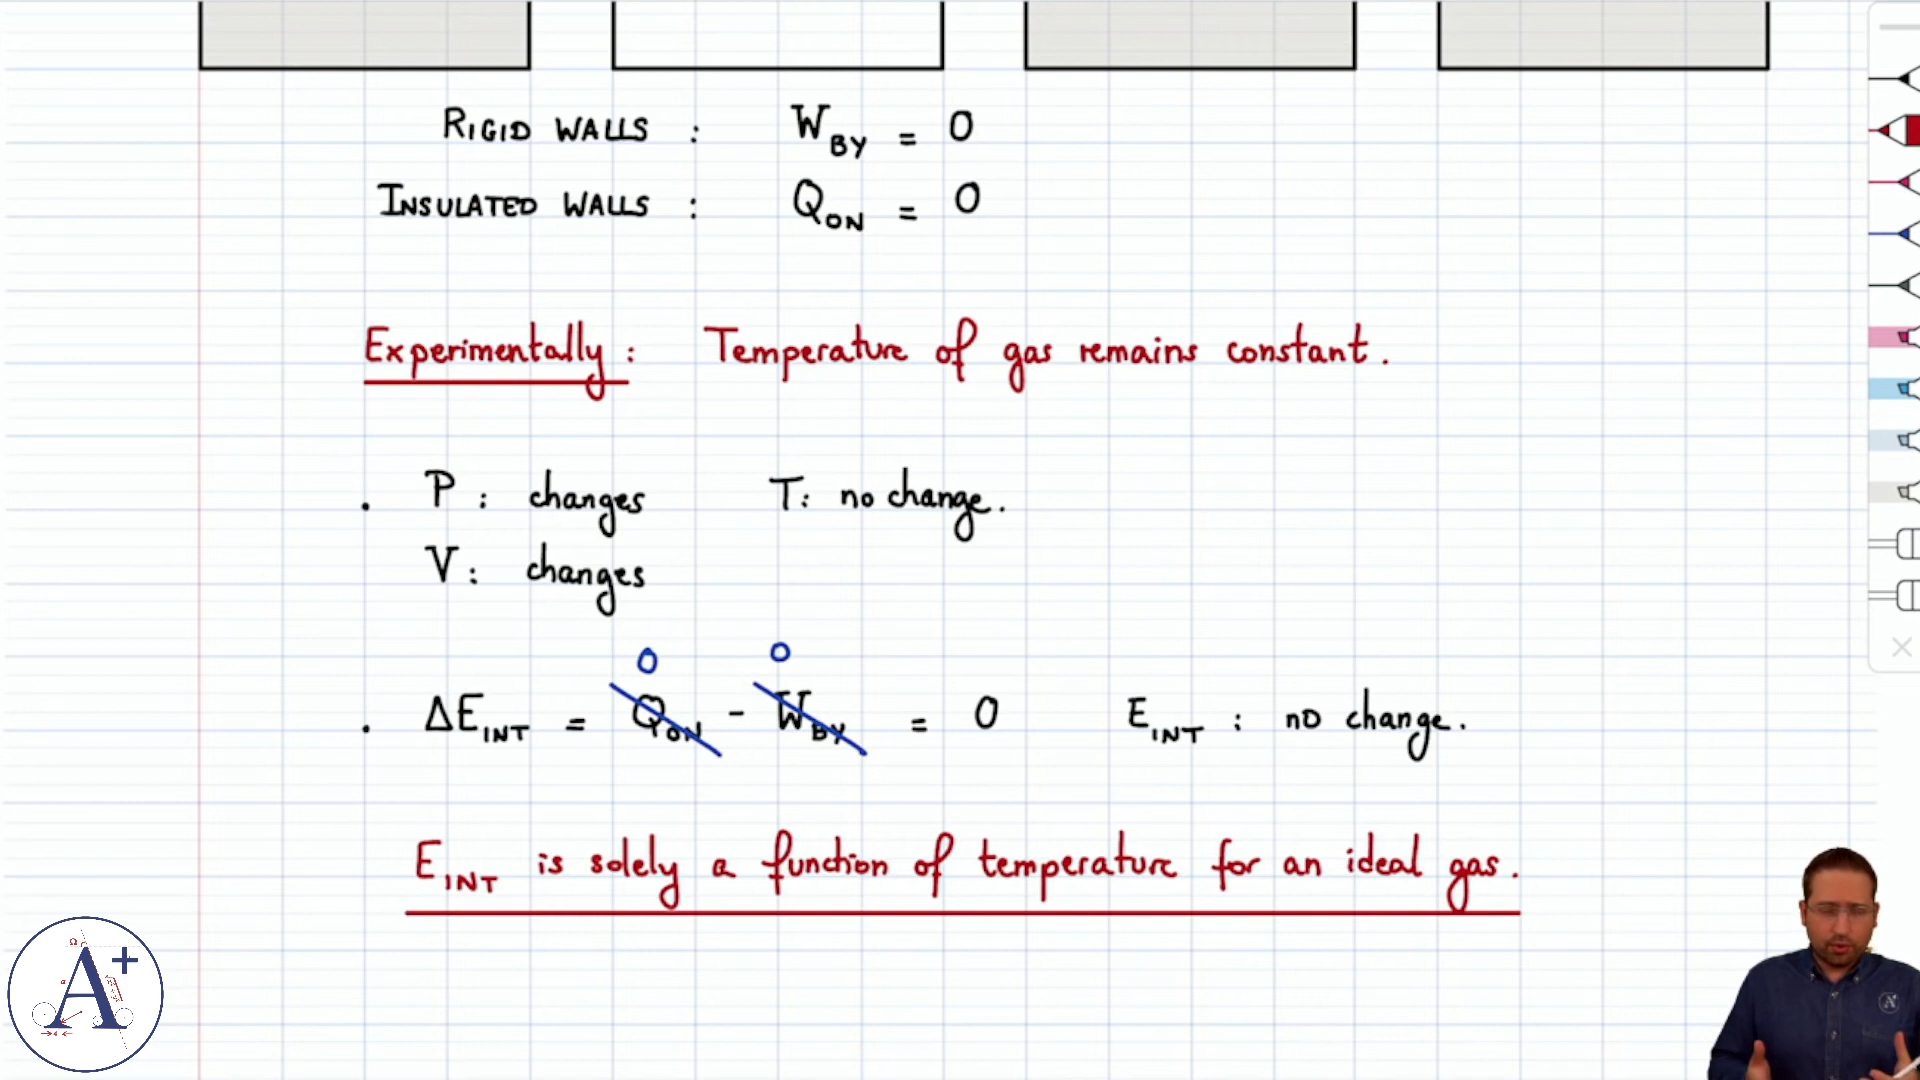 RIGID WALLS : W_BY = 0
INSULATED WALLS : Q_ON = 0
Experimentally : Temperature of gas remains constant.
. P : changes T : no change.
V : changes
0 0
. ΔE_INT = Q_ON - W_BY = 0 E_INT : no change.
E_INT is solely a function of temperature for an ideal gas.
A+